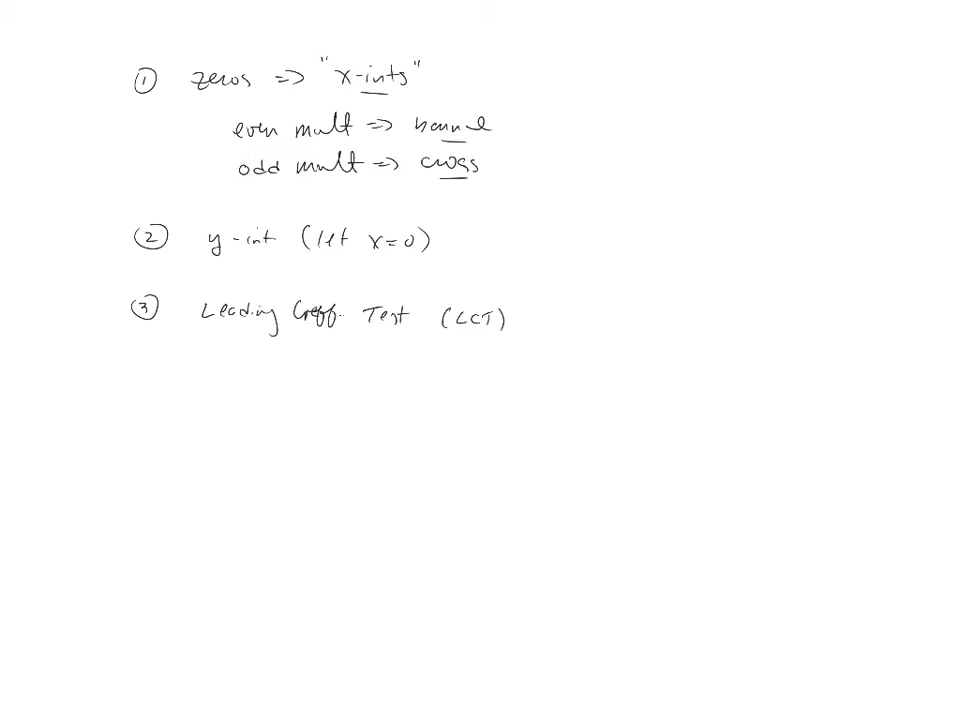 ① zeros => "x-ints"
even mult => bounce
odd mult => cross
② y-int (let x=0)
③ Leading Coeff. Test (LCT)